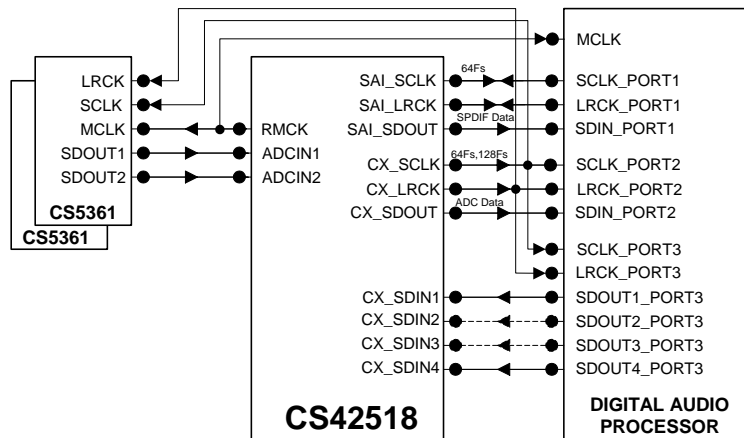 LRCK
SCLK
MCLK
SDOUT1
SDOUT2
CS5361
CS5361
RMCK
ADCIN1
ADCIN2
SAI_SCLK
SAI_LRCK
SAI_SDOUT
CX_SCLK
CX_LRCK
CX_SDOUT
CX_SDIN1
CX_SDIN2
CX_SDIN3
CX_SDIN4
CS42518
64Fs
SPDIF Data
64Fs,128Fs
ADC Data
MCLK
SCLK_PORT1
LRCK_PORT1
SDIN_PORT1
SCLK_PORT2
LRCK_PORT2
SDIN_PORT2
SCLK_PORT3
LRCK_PORT3
SDOUT1_PORT3
SDOUT2_PORT3
SDOUT3_PORT3
SDOUT4_PORT3
DIGITAL AUDIO
PROCESSOR